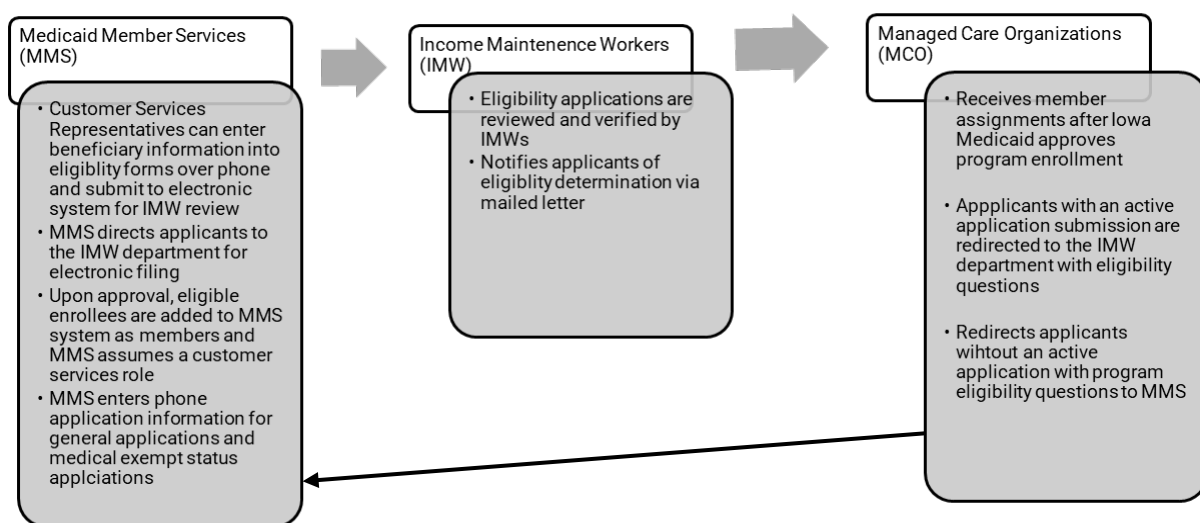 Medicaid Member Services
(MMS)
• Customer Services
Representatives can enter
beneficiary information into
eligiblity forms over phone
and submit to electronic
system for IMW review
• MMS directs applicants to
the IMW department for
electronic filing
• Upon approval, eligible
enrollees are added to MMS
system as members and
MMS assumes a customer
services role
• MMS enters phone
application information for
general applications and
medical exempt status
applciations
Income Maintenence Workers
(IMW)
• Eligibility applications are
reviewed and verified by
IMWs
• Notifies applicants of
eligiblity determination via
mailed letter
Managed Care Organizations
(MCO)
• Receives member
assignments after Iowa
Medicaid approves
program enrollment
• Appplicants with an active
application submission are
redirected to the IMW
department with eligibility
questions
• Redirects applicants
wihtout an active
application with program
eligibility questions to MMS